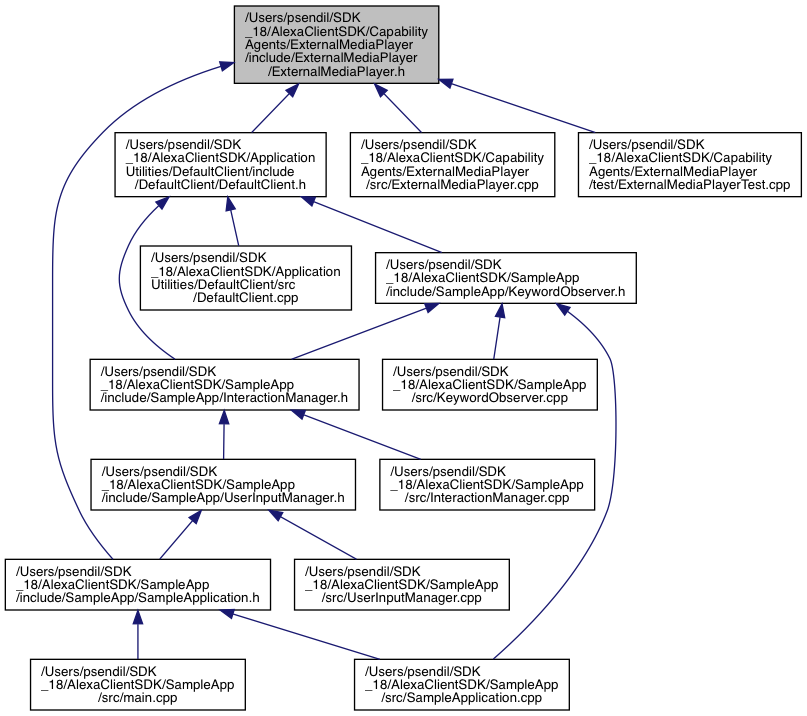 /Users/psendil/SDK
_18/AlexaClientSDK/Capability
Agents/ExternalMediaPlayer
/include/ExternalMediaPlayer
/ExternalMediaPlayer.h
/Users/psendil/SDK
_18/AlexaClientSDK/Application
Utilities/DefaultClient/include
/DefaultClient/DefaultClient.h
/Users/psendil/SDK
_18/AlexaClientSDK/Capability
Agents/ExternalMediaPlayer
/src/ExternalMediaPlayer.cpp
/Users/psendil/SDK
_18/AlexaClientSDK/Capability
Agents/ExternalMediaPlayer
/test/ExternalMediaPlayerTest.cpp
/Users/psendil/SDK
_18/AlexaClientSDK/Application
Utilities/DefaultClient/src
/DefaultClient.cpp
/Users/psendil/SDK
_18/AlexaClientSDK/SampleApp
/include/SampleApp/KeywordObserver.h
/Users/psendil/SDK
_18/AlexaClientSDK/SampleApp
/include/SampleApp/InteractionManager.h
/Users/psendil/SDK
_18/AlexaClientSDK/SampleApp
/src/KeywordObserver.cpp
/Users/psendil/SDK
_18/AlexaClientSDK/SampleApp
/include/SampleApp/UserInputManager.h
/Users/psendil/SDK
_18/AlexaClientSDK/SampleApp
/src/InteractionManager.cpp
/Users/psendil/SDK
_18/AlexaClientSDK/SampleApp
/include/SampleApp/SampleApplication.h
/Users/psendil/SDK
_18/AlexaClientSDK/SampleApp
/src/UserInputManager.cpp
/Users/psendil/SDK
_18/AlexaClientSDK/SampleApp
/src/main.cpp
/Users/psendil/SDK
_18/AlexaClientSDK/SampleApp
/src/SampleApplication.cpp